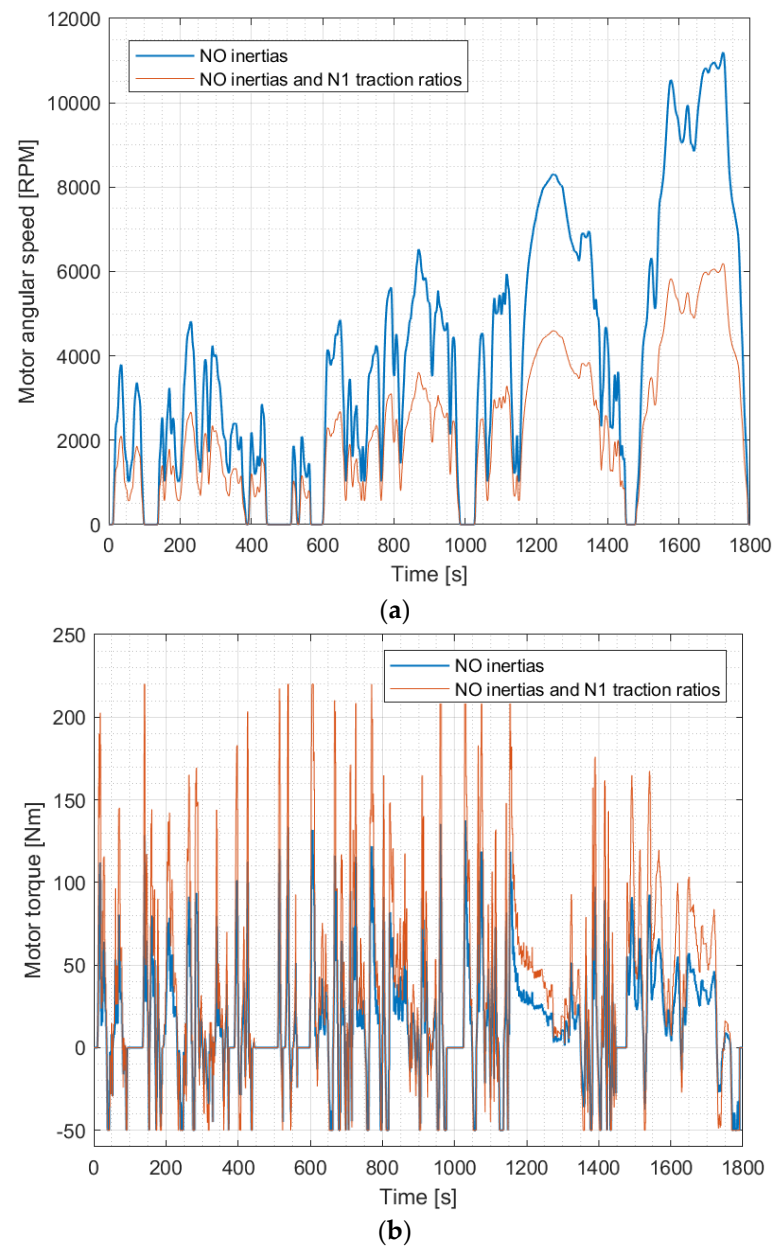 12000
10000
8000
6000
4000
2000
0
Motor angular speed [RPM]
NO inertias
NO inertias and N1 traction ratios
0 200 400 600 800 1000 1200 1400 1600 1800
Time [s]
(a)
250
200
150
100
50
0
-50
Motor torque [Nm]
NO inertias
NO inertias and N1 traction ratios
0 200 400 600 800 1000 1200 1400 1600 1800
Time [s]
(b)